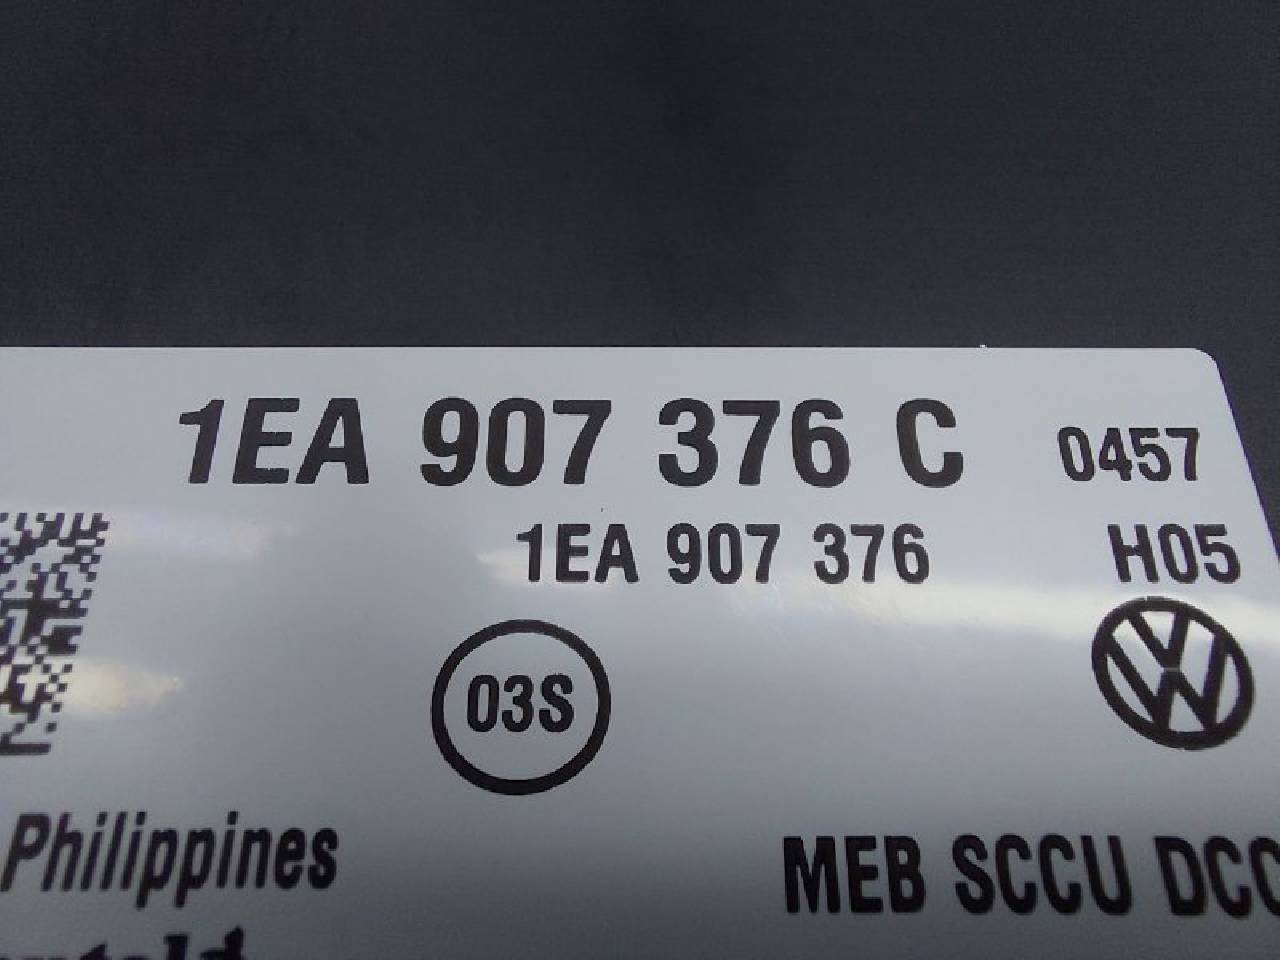 1EA 907 376 C 0457
1EA 907 376 H05
03S
Philippines
MEB SCCU DCC